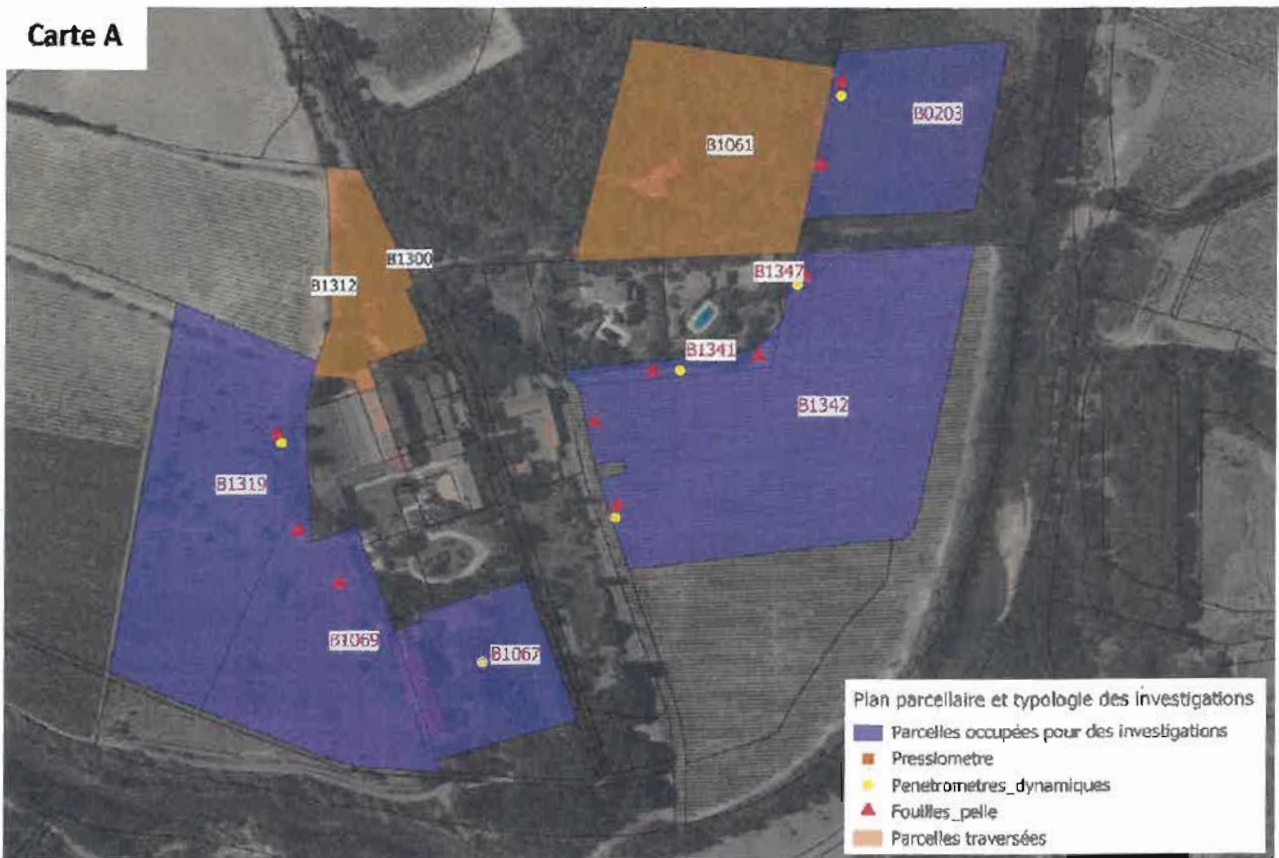 Carte A
B0203
B1061
B1300
B1347
B1312
B1341
B1342
B1319
B1069
B1067
Plan parcellaire et typologie des investigations
Parcelles occupées pour des investigations
Pressiometre
Penetrometres_dynamiques
Fouilles_pelle
Parcelles traversées